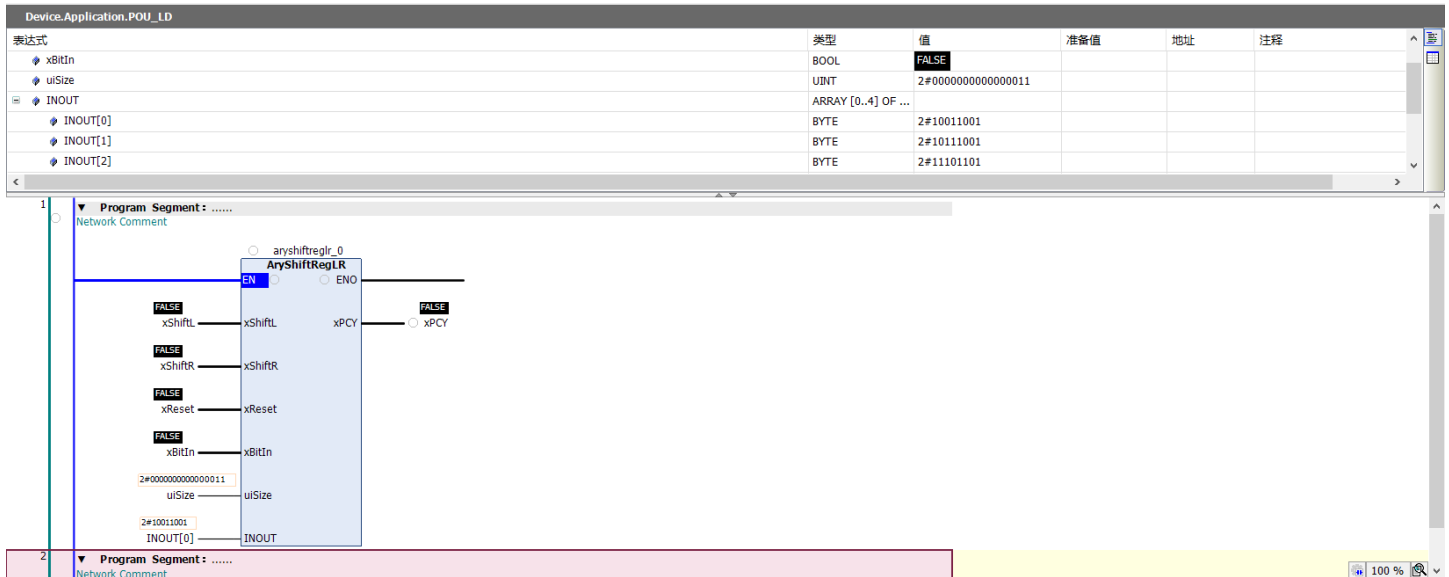 Device.Application.POU_LD
表达式 类型 值 准备值 地址 注释
xBitIn BOOL FALSE
uiSize UINT 2#0000000000000011
INOUT ARRAY [0..4] OF ...
INOUT[0] BYTE 2#10011001
INOUT[1] BYTE 2#10111001
INOUT[2] BYTE 2#11101101
1 Program Segment: ......
Network Comment
aryshiftreglr_0
AryShiftRegLR
EN ENO
FALSE FALSE
xShiftL xShiftL xPCY xPCY
FALSE
xShiftR xShiftR
FALSE
xReset xReset
FALSE
xBitIn xBitIn
2#0000000000000011
uiSize uiSize
2#10011001
INOUT[0] INOUT
2 Program Segment: ......
Network Comment
100 %